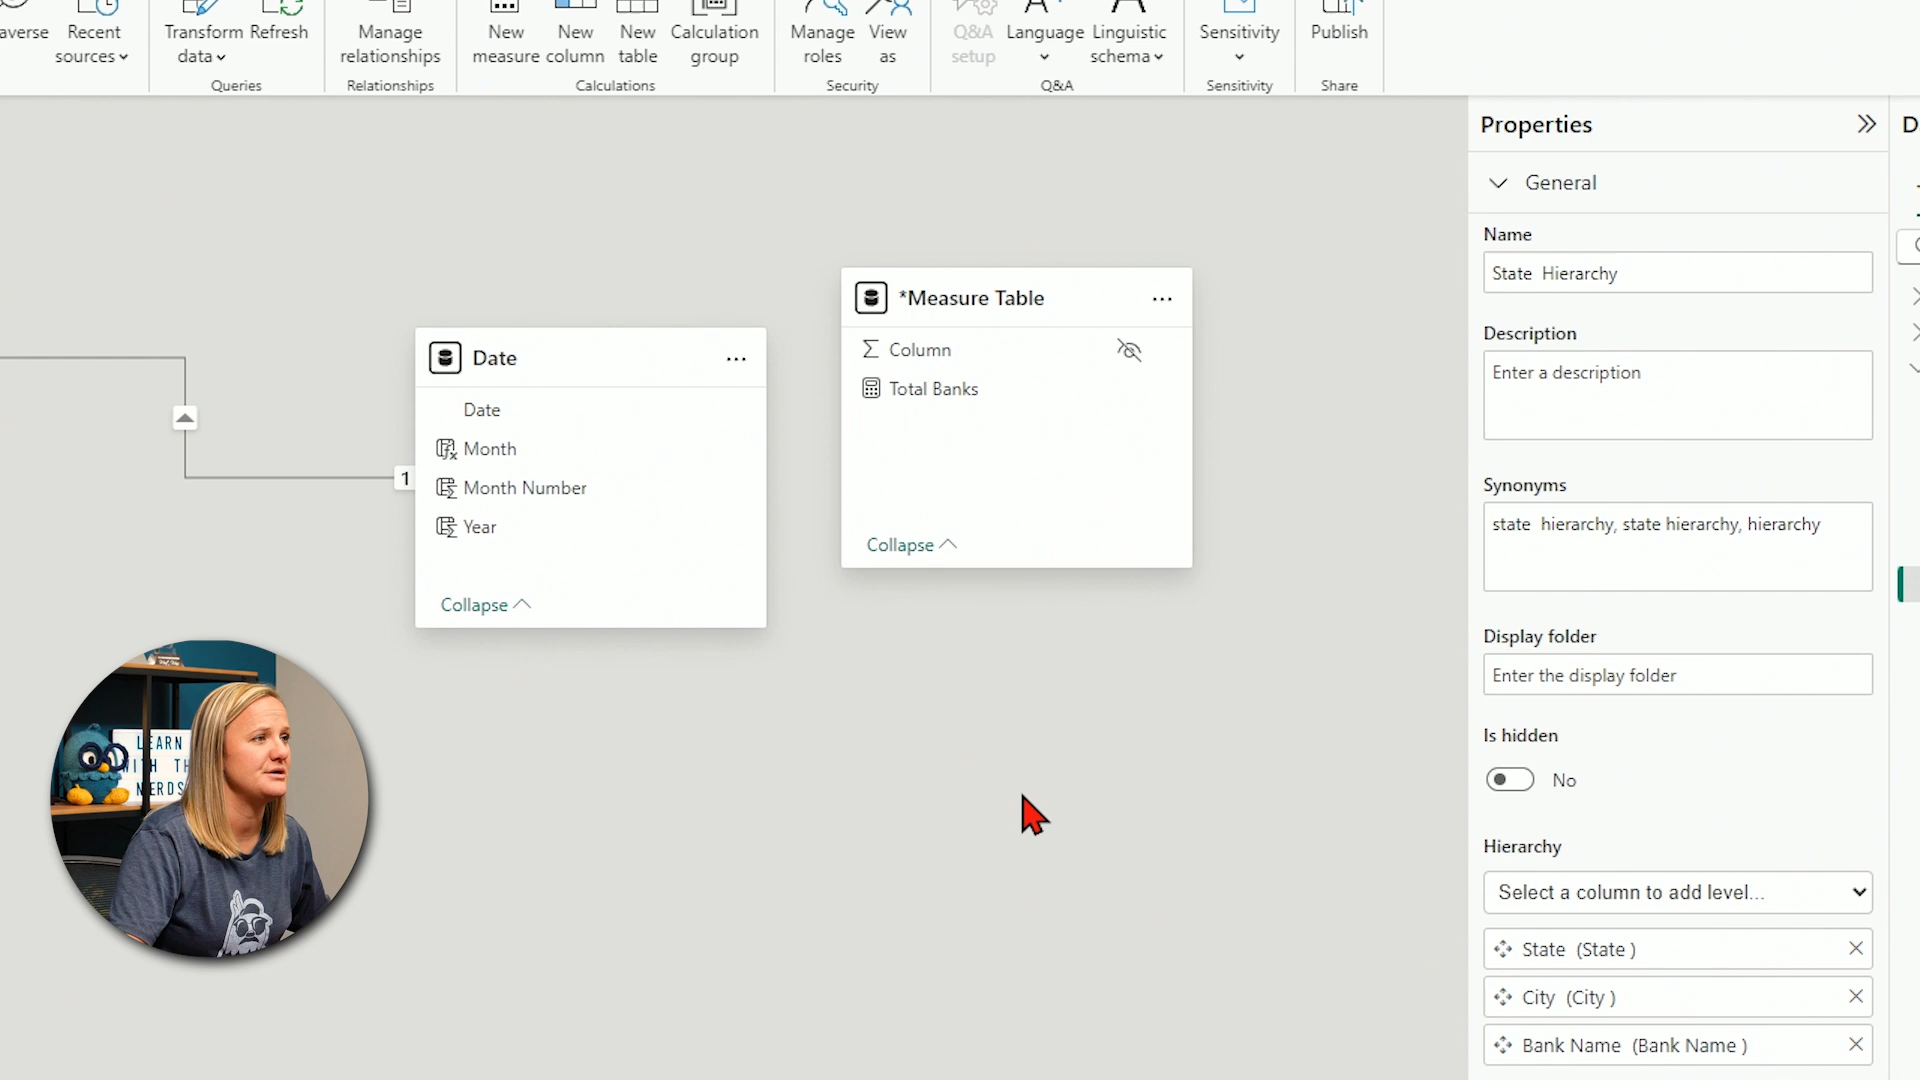 averse
Recent
sources
Transform
data
Refresh
Queries
Manage
relationships
Relationships
New
measure
New
column
New
table
Calculation
group
Calculations
Manage
roles
View
as
Security
Q&A
setup
Language
Linguistic
schema
Q&A
Sensitivity
Sensitivity
Publish
Share
Date
Date
Month
Month Number
Year
Collapse
1
*Measure Table
Column
Total Banks
Collapse
LEARN
WITH TH
NERDS
Properties
D
General
Name
State  Hierarchy
Description
Enter a description
Synonyms
state  hierarchy, state hierarchy, hierarchy
Display folder
Enter the display folder
Is hidden
No
Hierarchy
Select a column to add level...
State  (State )
City  (City )
Bank Name  (Bank Name )